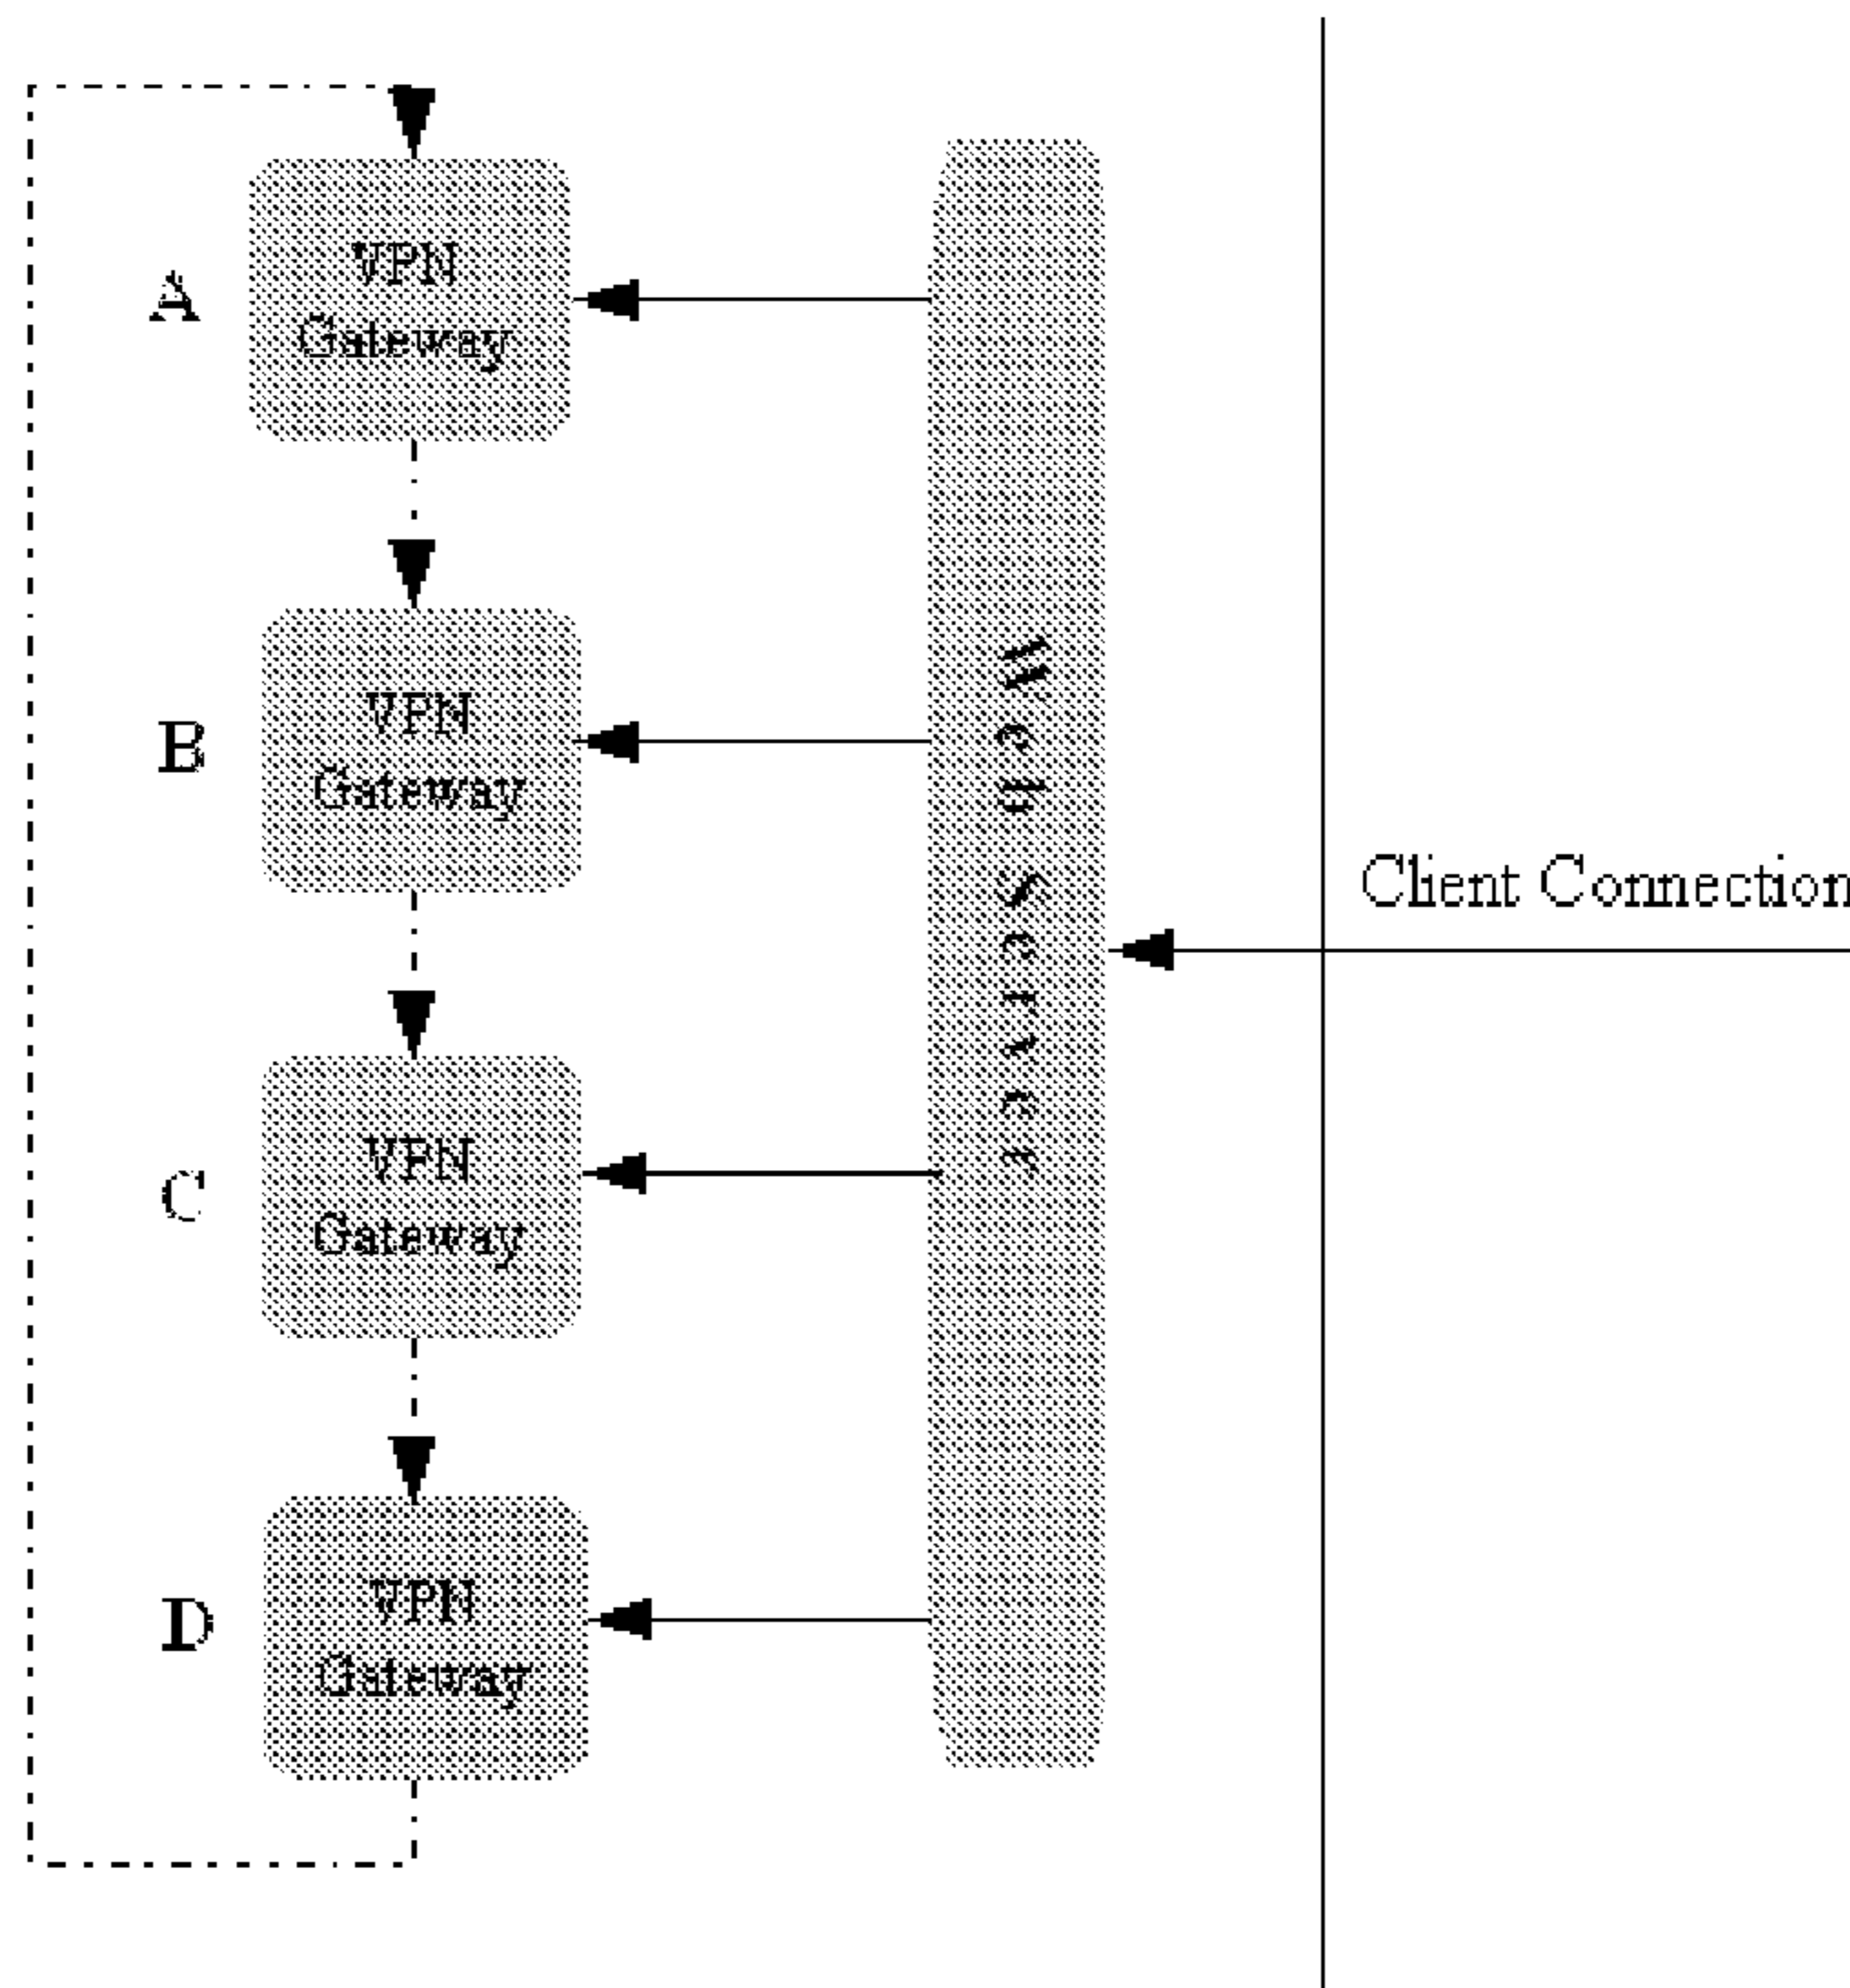 A
VPN
Gateway
B
VPN
Gateway
C
VPN
Gateway
D
VPN
Gateway
Web Server
Client Connection